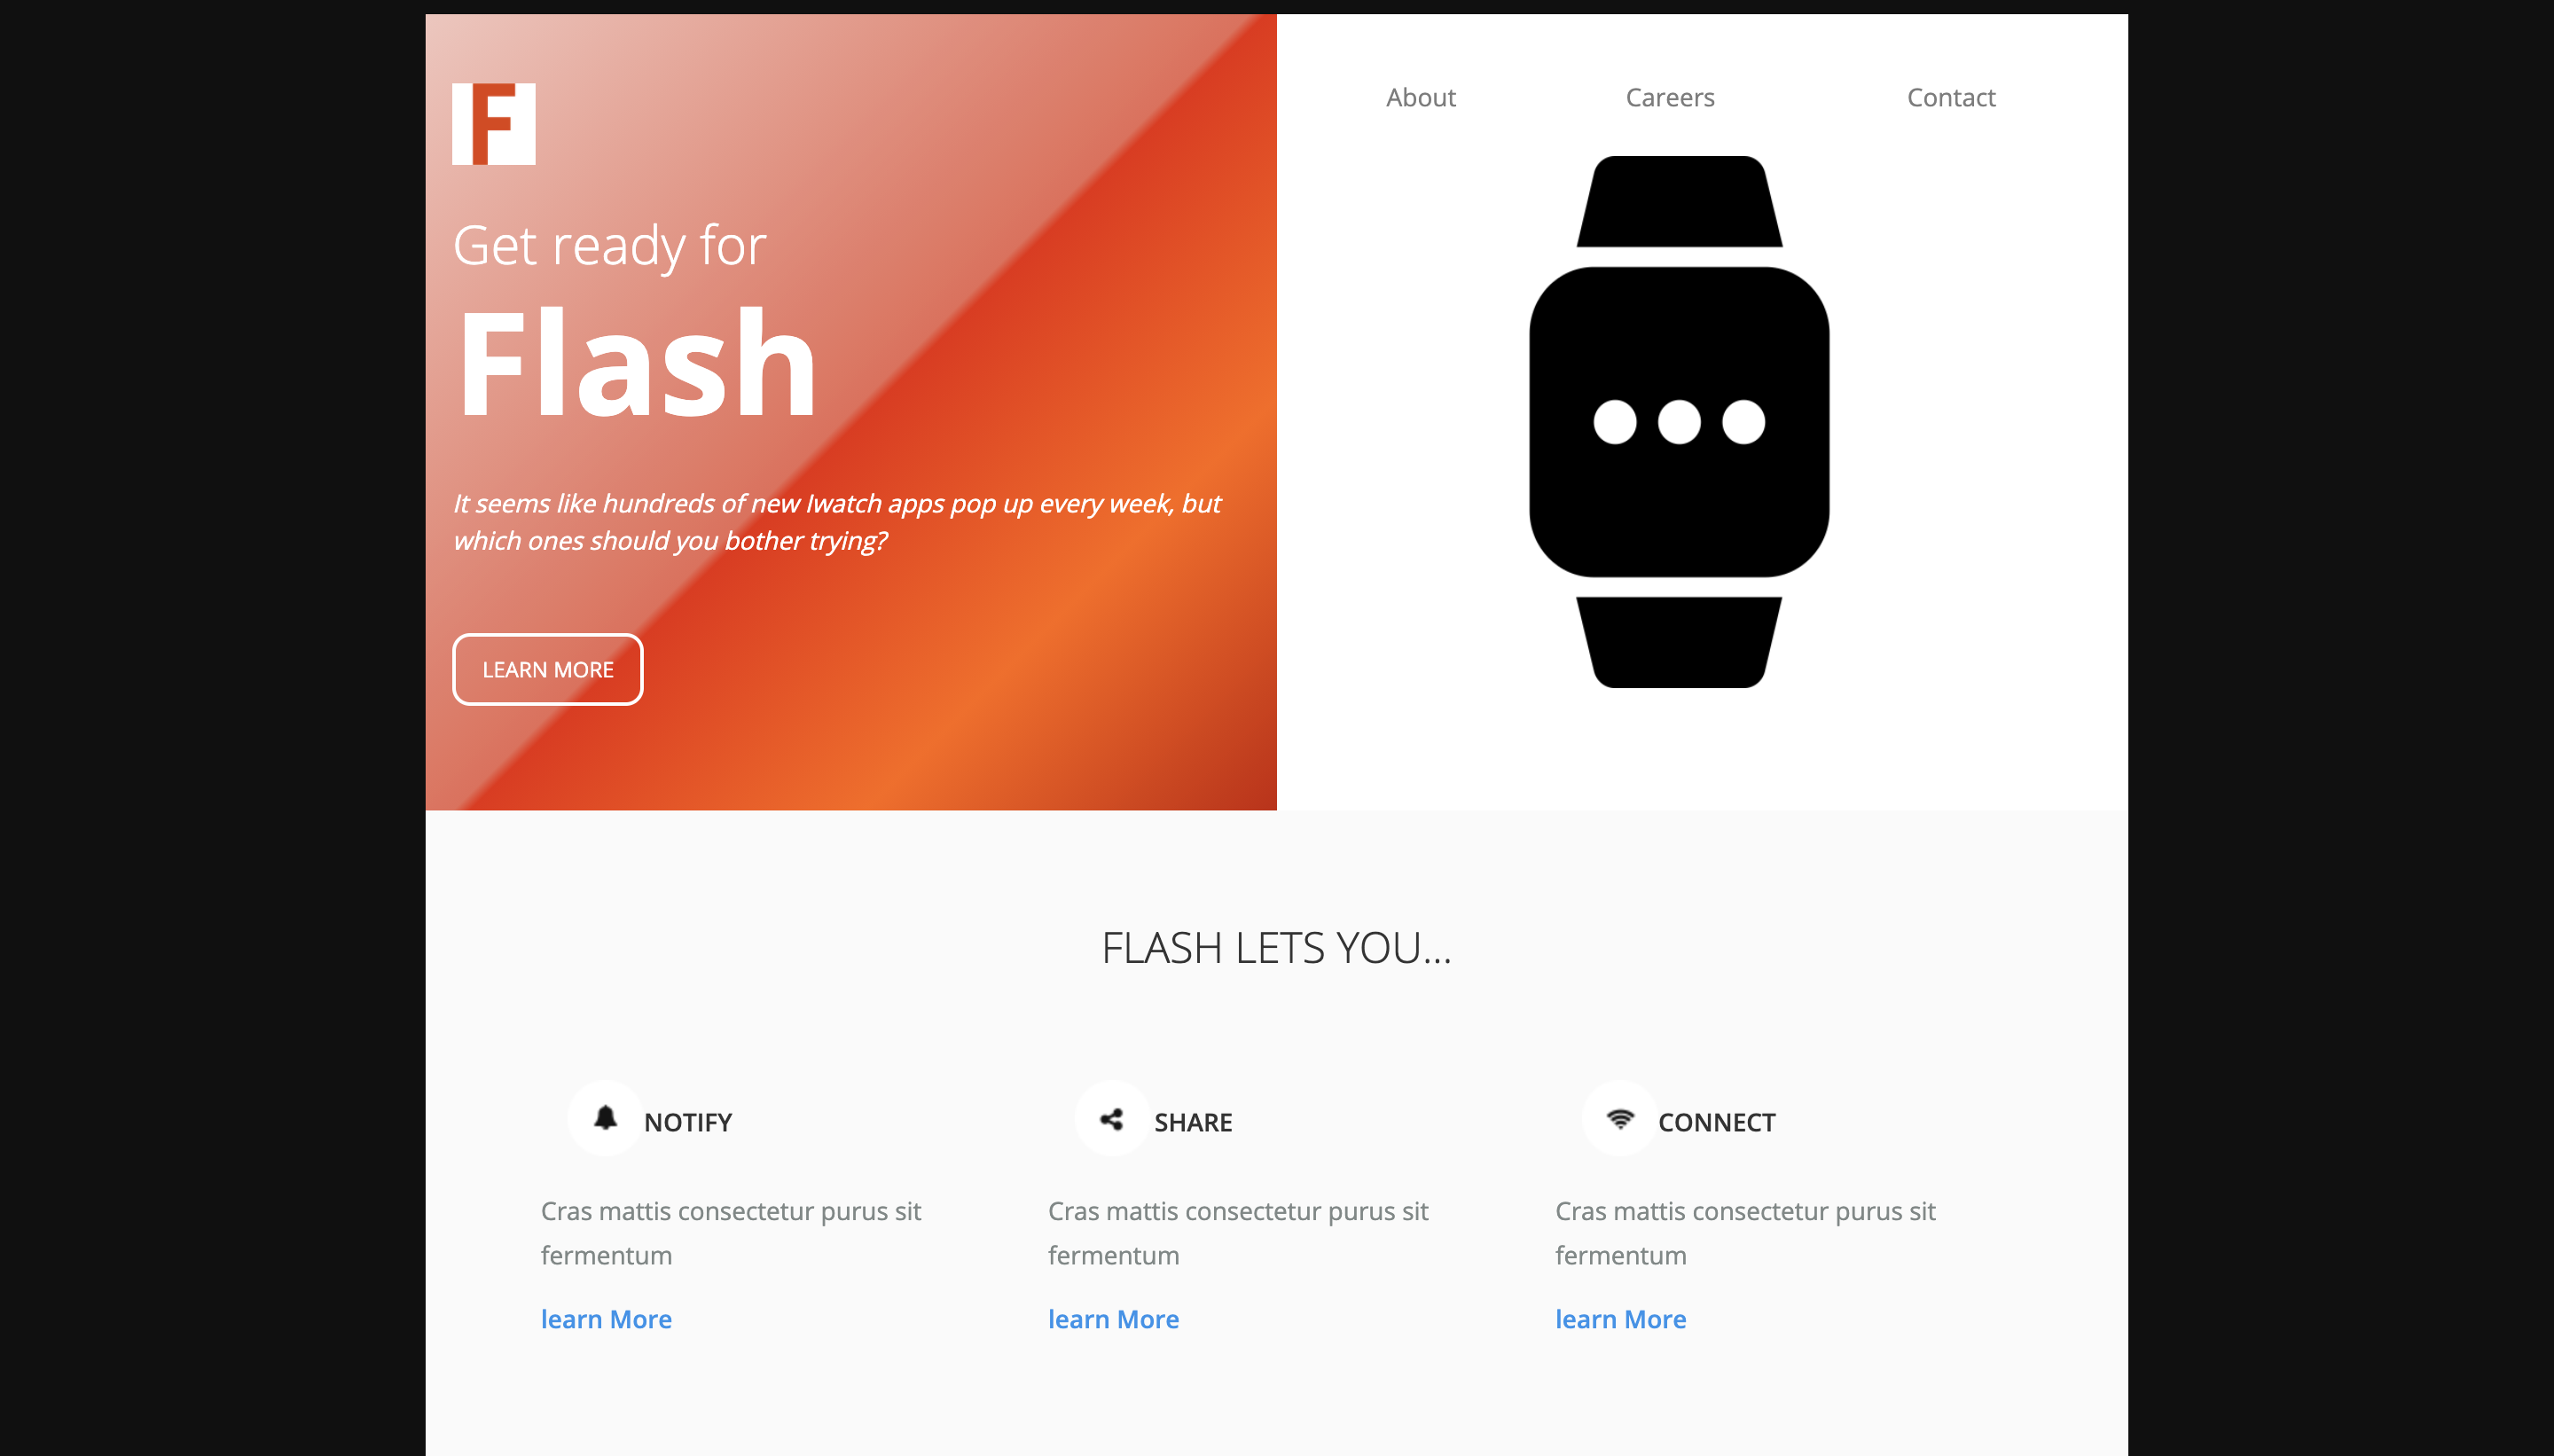 F
About Careers Contact
Get ready for
Flash
It seems like hundreds of new Iwatch apps pop up every week, but
which ones should you bother trying?
LEARN MORE
FLASH LETS YOU...
NOTIFY
Cras mattis consectetur purus sit
fermentum
learn More
SHARE
Cras mattis consectetur purus sit
fermentum
learn More
CONNECT
Cras mattis consectetur purus sit
fermentum
learn More